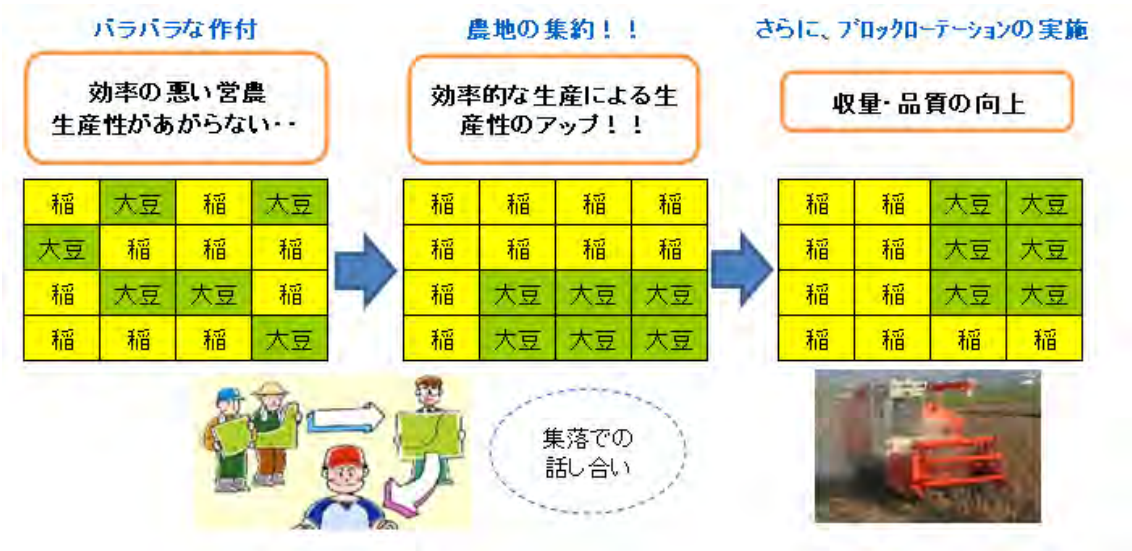 バラバラな作付
効率の悪い営農
生産性があがらない・・
稲 大豆 稲 大豆
大豆 稲 稲 稲
稲 大豆 大豆 稲
稲 稲 稲 大豆
農地の集約！！
効率的な生産による生
産性のアップ！！
稲 稲 稲 稲
稲 稲 稲 稲
稲 大豆 大豆 大豆
稲 大豆 大豆 大豆
さらに、ブロックローテーションの実施
収量・品質の向上
稲 稲 大豆 大豆
稲 稲 大豆 大豆
稲 稲 大豆 大豆
稲 稲 稲 稲
集落での
話し合い